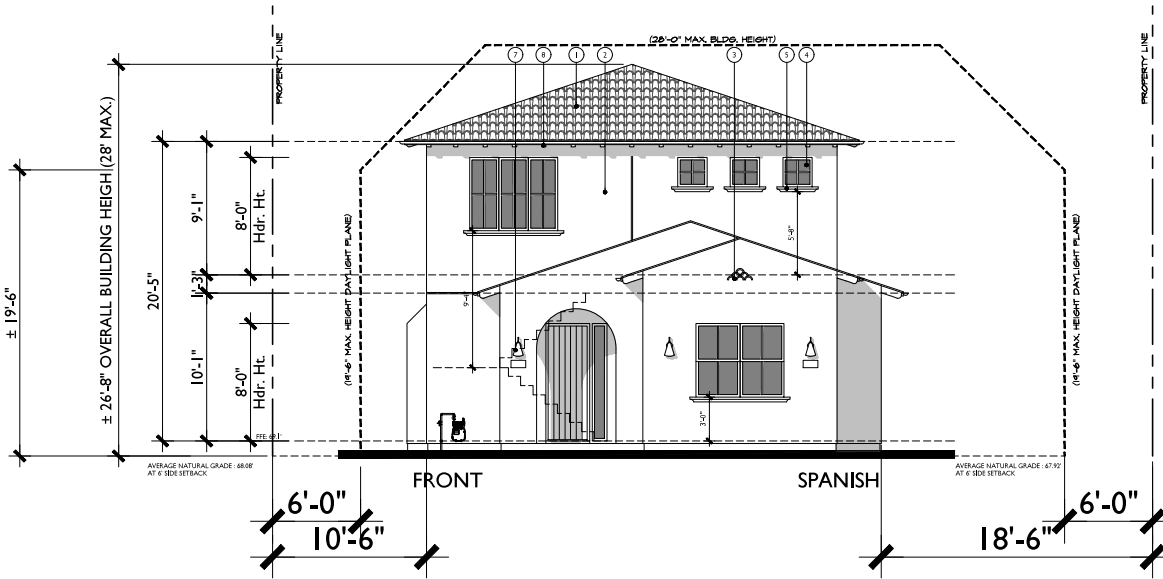 (28'-0" MAX. BLDG. HEIGHT)
7 8 1 2 3 5 4
PROPERTY LINE
PROPERTY LINE
± 19'-6"
± 26'-8" OVERALL BUILDING HEIGH (28' MAX.)
20'-5"
9'-1"
1'-3"
10'-1"
8'-0"
Hdr. Ht.
8'-0"
Hdr. Ht.
(19'-6" MAX. HEIGHT DAYLIGHT PLANE)
(19'-6" MAX. HEIGHT DAYLIGHT PLANE)
5'-8"
3'-0"
FFE: 69.1'
AVERAGE NATURAL GRADE : 68.08'
AT 6' SIDE SETBACK
AVERAGE NATURAL GRADE : 67.92'
AT 6' SIDE SETBACK
FRONT
SPANISH
6'-0"
6'-0"
10'-6"
18'-6"